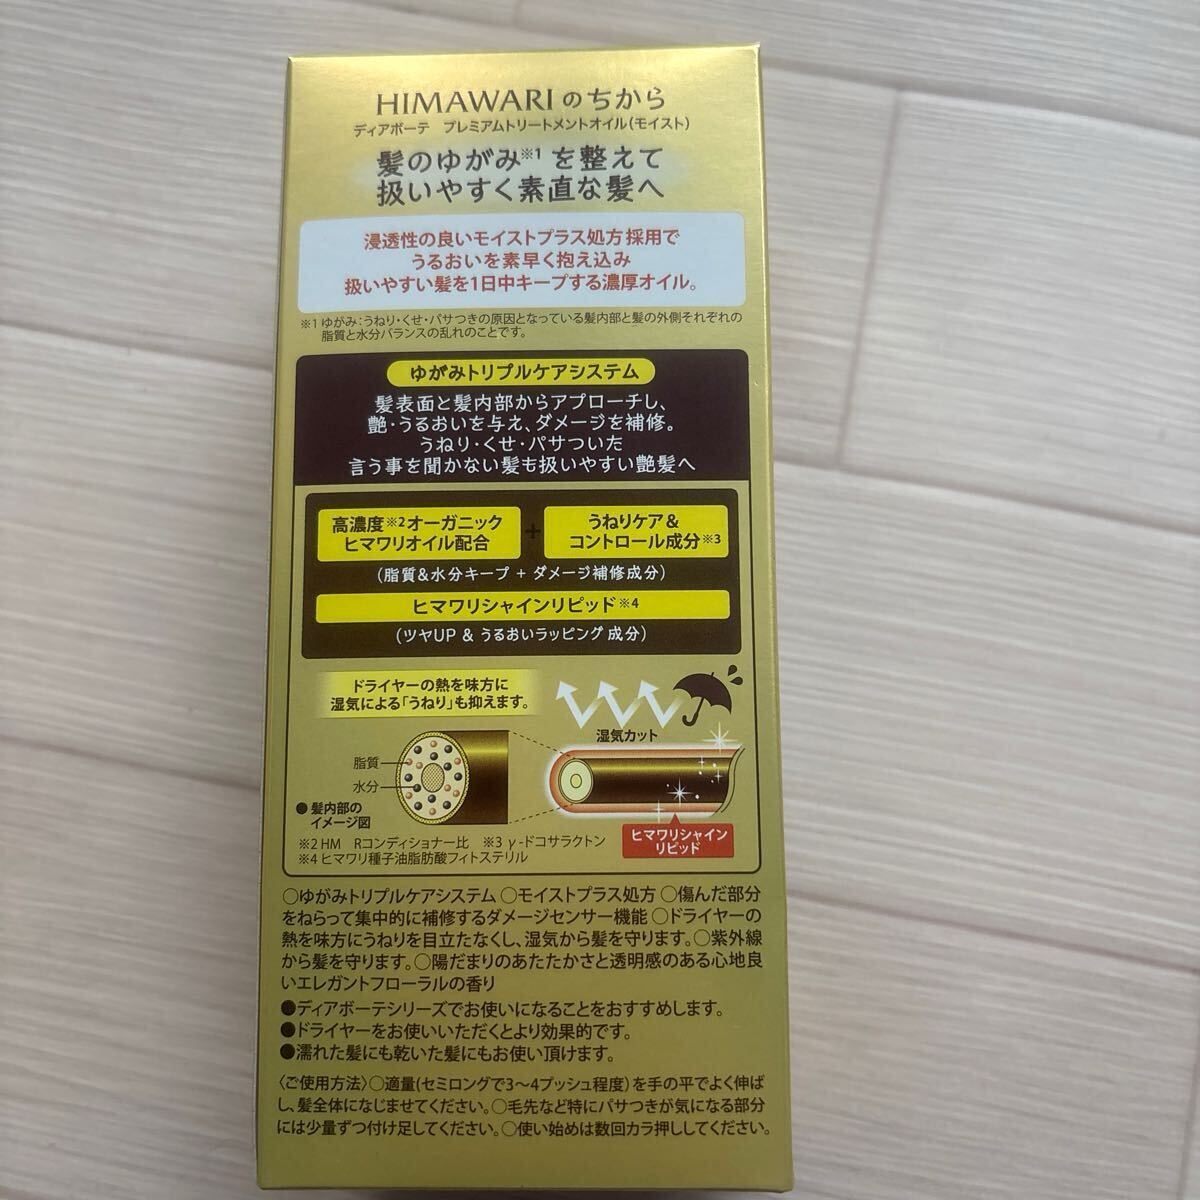 HIMAWARIのちから
ディアボーテ プレミアムトリートメントオイル(モイスト)
髪のゆがみ※1を整えて
扱いやすく素直な髪へ
浸透性の良いモイストプラス処方採用で
うるおいを素早く抱え込み
扱いやすい髪を1日中キープする濃厚オイル。
※1 ゆがみ:うねり・くせ・パサつきの原因となっている髪内部と髪の外側それぞれの
脂質と水分バランスの乱れのことです。
ゆがみトリプルケアシステム
髪表面と髪内部からアプローチし、
艶・うるおいを与え、ダメージを補修。
うねり・くせ・パサついた
言う事を聞かない髪も扱いやすい艶髪へ
高濃度※2オーガニック
ヒマワリオイル配合
+
うねりケア&
コントロール成分※3
(脂質&水分キープ + ダメージ補修成分)
ヒマワリシャインリピッド※4
(ツヤUP & うるおいラッピング成分)
ドライヤーの熱を味方に
湿気による「うねり」も抑えます。
湿気カット
脂質
水分
●髪内部の
イメージ図
ヒマワリシャイン
リピッド
※2 HM Rコンディショナー比 ※3 γ-ドコサラクトン
※4 ヒマワリ種子油脂肪酸フィトステリル
○ゆがみトリプルケアシステム ○モイストプラス処方 ○傷んだ部分
をねらって集中的に補修するダメージセンサー機能 ○ドライヤーの
熱を味方にうねりを目立たなくし、湿気から髪を守ります。○紫外線
から髪を守ります。○陽だまりのあたたかさと透明感のある心地良
いエレガントフローラルの香り
●ディアボーテシリーズでお使いになることをおすすめします。
●ドライヤーをお使いいただくとより効果的です。
●濡れた髪にも乾いた髪にもお使い頂けます。
〈ご使用方法〉○適量(セミロングで3〜4プッシュ程度)を手の平でよく伸ば
し、髪全体になじませてください。○毛先など特にパサつきが気になる部分
には少量ずつ付け足してください。○使い始めは数回カラ押ししてください。